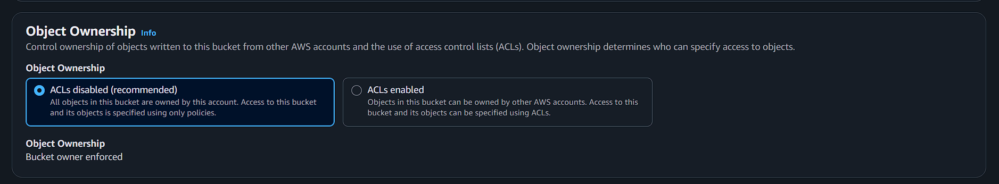 Object Ownership Info
Control ownership of objects written to this bucket from other AWS accounts and the use of access control lists (ACLs). Object ownership determines who can specify access to objects.
Object Ownership
ACLs disabled (recommended)
All objects in this bucket are owned by this account. Access to this bucket
and its objects is specified using only policies.
ACLs enabled
Objects in this bucket can be owned by other AWS accounts. Access to this
bucket and its objects can be specified using ACLs.
Object Ownership
Bucket owner enforced